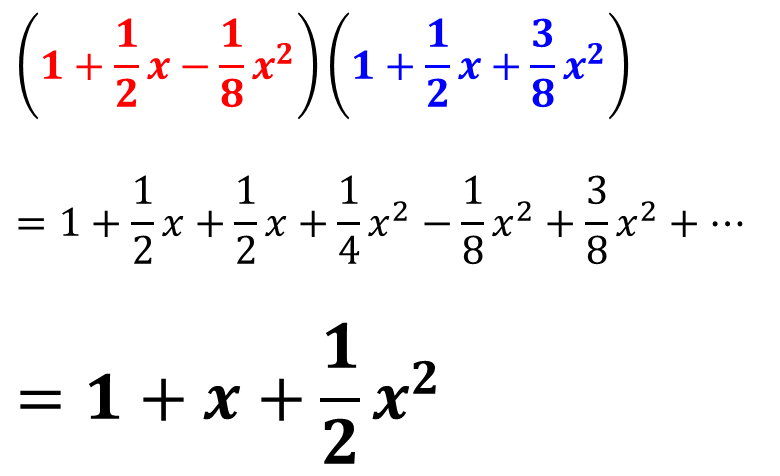 (1 + 1/2 x − 1/8 x²)(1 + 1/2 x + 3/8 x²)
= 1 + 1/2 x + 1/2 x + 1/4 x² − 1/8 x² + 3/8 x² + ⋯
= 1 + x + 1/2 x²